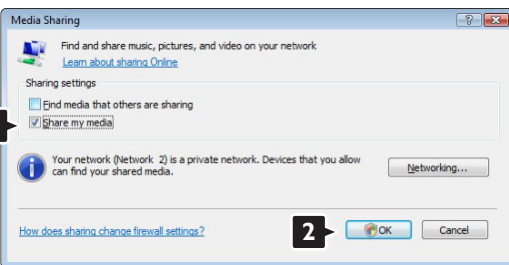 Media Sharing
Find and share music, pictures, and video on your network
Learn about sharing Online
Sharing settings
Find media that others are sharing
Share my media
Your network (Network 2) is a private network. Devices that you allow
can find your shared media.
Networking...
How does sharing change firewall settings?
2
OK
Cancel